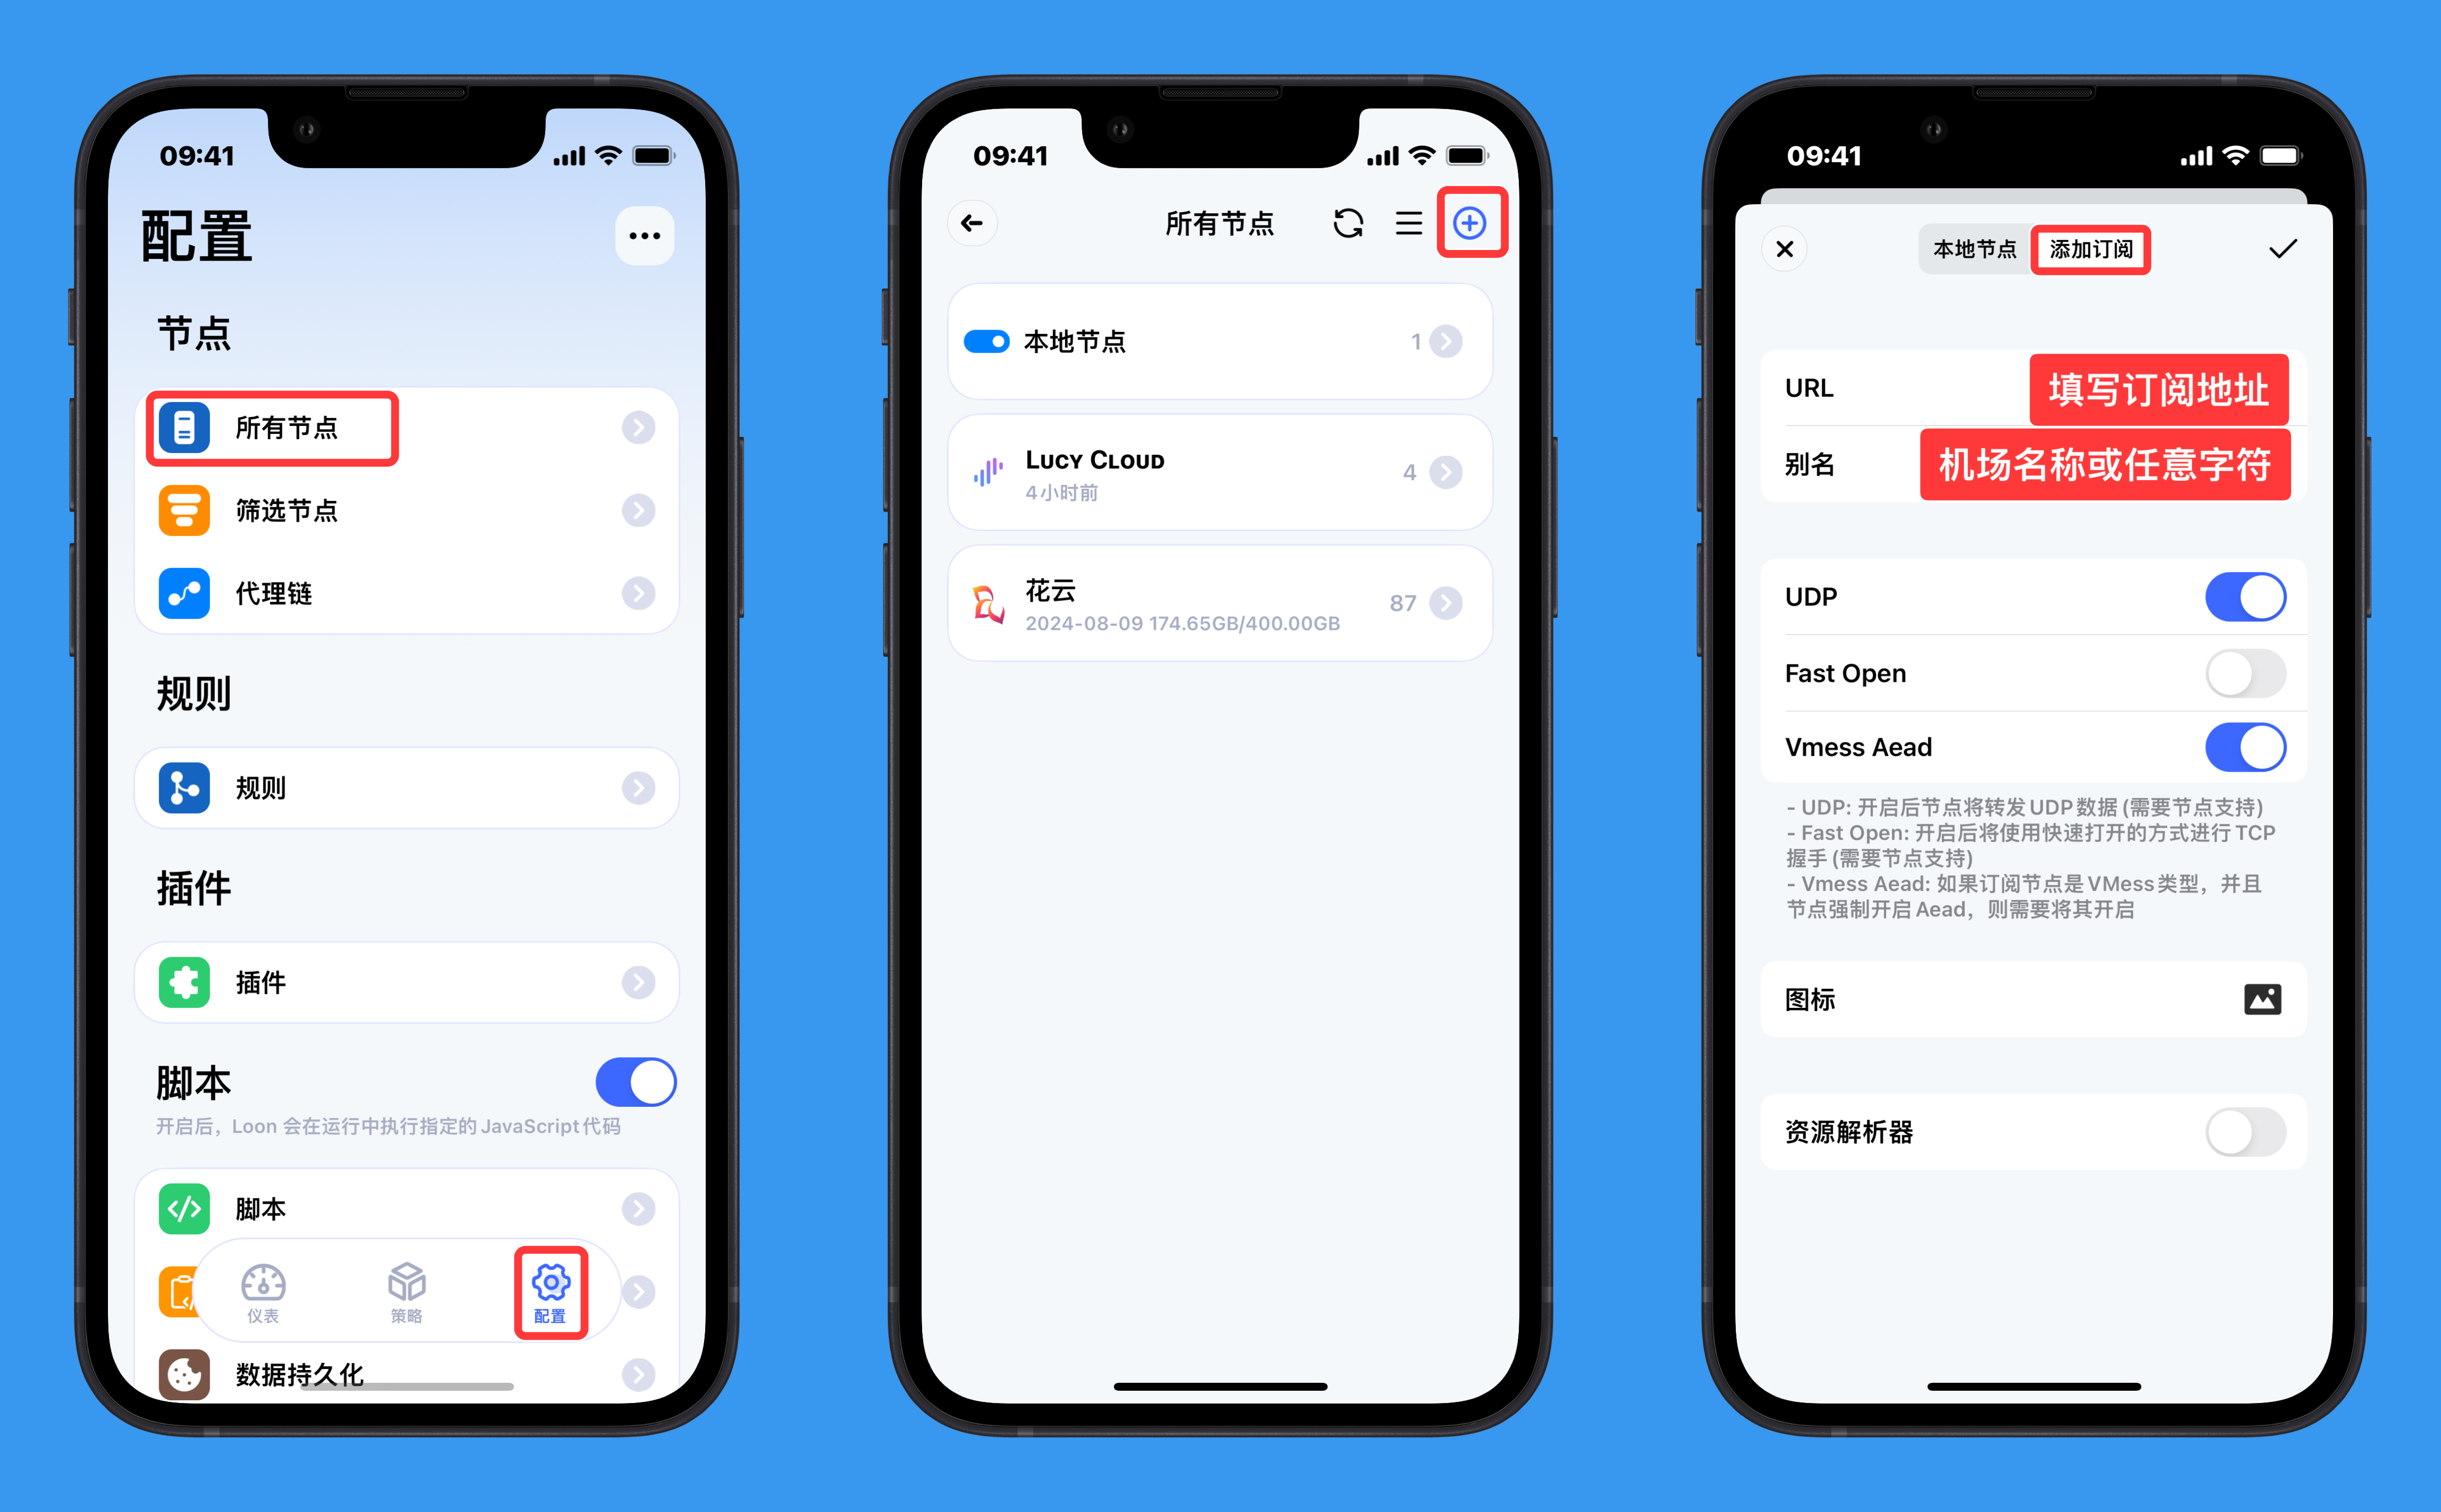 09:41
配置
节点
所有节点
筛选节点
代理链
规则
规则
插件
插件
脚本
开启后，Loon 会在运行中执行指定的 JavaScript 代码
脚本
仪表
策略
配置
数据持久化
09:41
所有节点
本地节点
1
Lucy Cloud
4小时前
4
花云
2024-08-09 174.65GB/400.00GB
87
09:41
本地节点
添加订阅
URL
填写订阅地址
别名
机场名称或任意字符
UDP
Fast Open
Vmess Aead
- UDP: 开启后节点将转发 UDP 数据 (需要节点支持)
- Fast Open: 开启后将使用快速打开的方式进行 TCP
握手 (需要节点支持)
- Vmess Aead: 如果订阅节点是 VMess 类型，并且
节点强制开启 Aead，则需要将其开启
图标
资源解析器